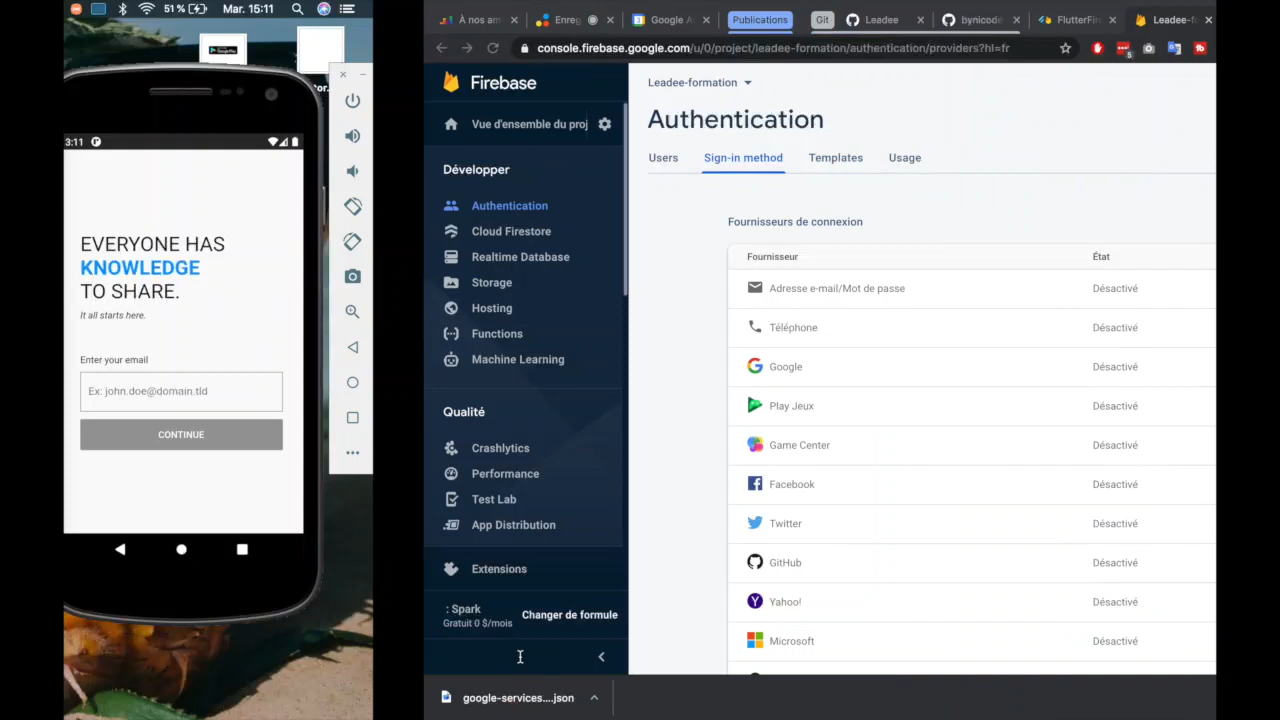 51 %
Mar. 15:11
3:11
EVERYONE HAS
KNOWLEDGE
TO SHARE.
It all starts here.
Enter your email
Ex: john.doe@domain.tld
CONTINUE
À nos am
Enreg
Google A
Publications
Git
Leadee
bynicode
FlutterFir
Leadee-fo
console.firebase.google.com/u/0/project/leadee-formation/authentication/providers?hl=fr
5
Firebase
Vue d'ensemble du proj
Développer
Authentication
Cloud Firestore
Realtime Database
Storage
Hosting
Functions
Machine Learning
Qualité
Crashlytics
Performance
Test Lab
App Distribution
Extensions
: Spark
Gratuit 0 $/mois
Changer de formule
Leadee-formation
Authentication
Users
Sign-in method
Templates
Usage
Fournisseurs de connexion
Fournisseur
État
Adresse e-mail/Mot de passe
Désactivé
Téléphone
Désactivé
Google
Désactivé
Play Jeux
Désactivé
Game Center
Désactivé
Facebook
Désactivé
Twitter
Désactivé
GitHub
Désactivé
Yahoo!
Désactivé
Microsoft
Désactivé
google-services....json